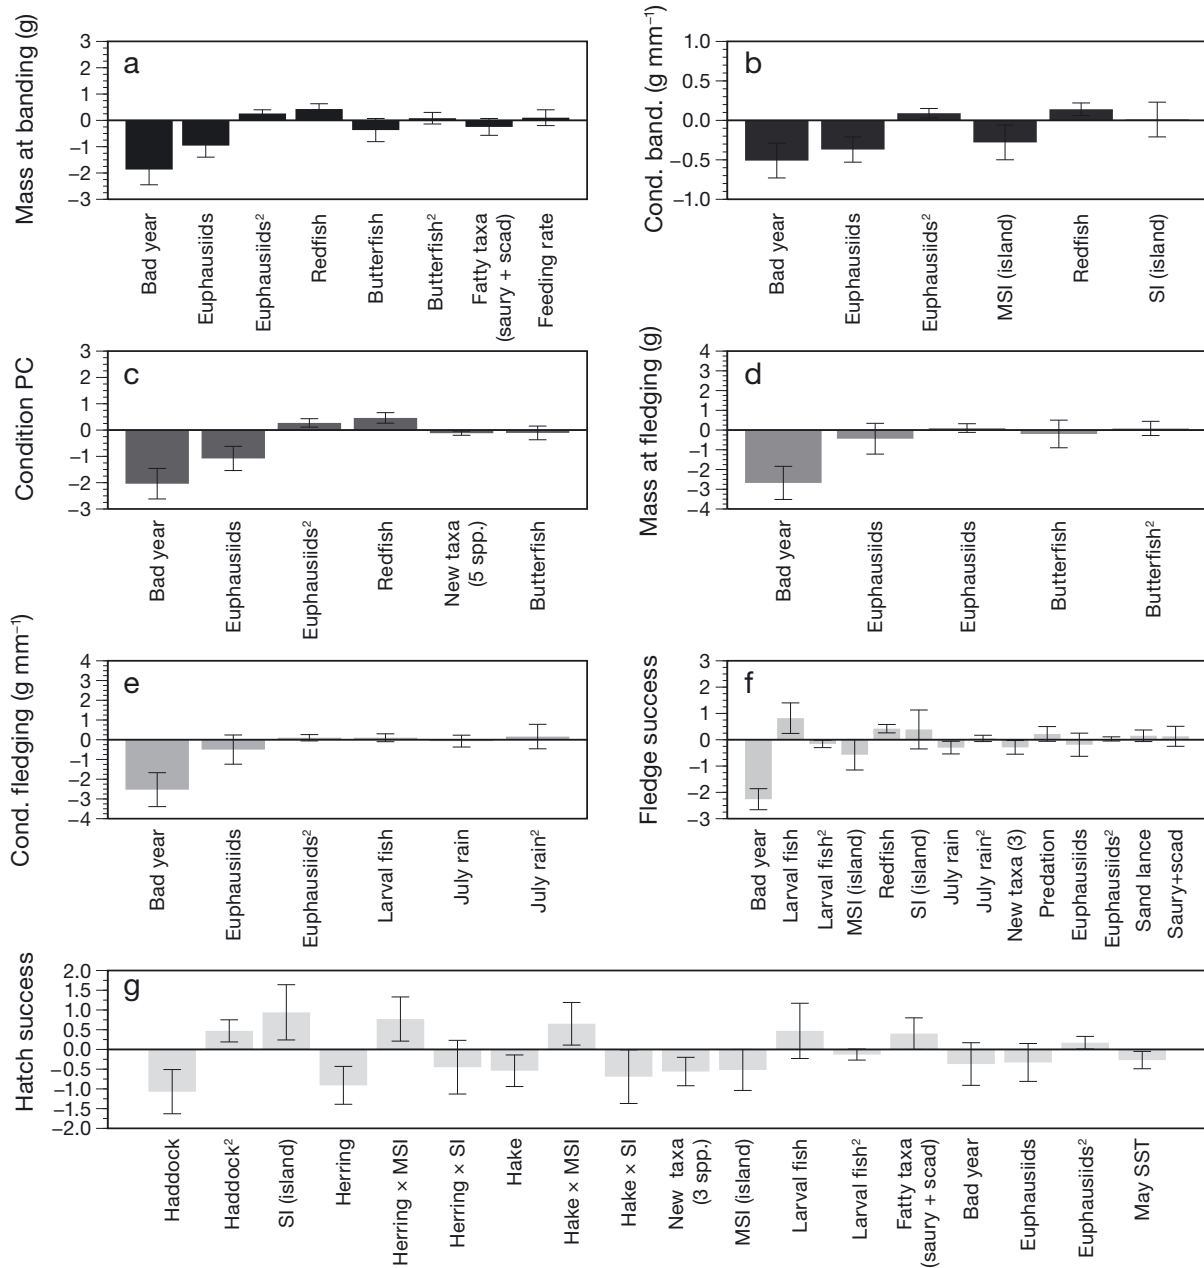 Mass at banding (g)
3
2
1
0
−1
−2
−3
a
Bad year
Euphausiids
Euphausiids²
Redfish
Butterfish
Butterfish²
Fatty taxa
(saury + scad)
Feeding rate
Cond. band. (g mm⁻¹)
1.0
0.5
0
−0.5
−1.0
b
Bad year
Euphausiids
Euphausiids²
MSI (island)
Redfish
SI (island)
Condition PC
3
2
1
0
−1
−2
−3
c
Bad year
Euphausiids
Euphausiids²
Redfish
New taxa
(5 spp.)
Butterfish
Mass at fledging (g)
4
3
2
1
0
−1
−2
−3
−4
d
Bad year
Euphausiids
Euphausiids
Butterfish
Butterfish²
Cond. fledging (g mm⁻¹)
4
3
2
1
0
−1
−2
−3
−4
e
Bad year
Euphausiids
Euphausiids²
Larval fish
July rain
July rain²
Fledge success
3
2
1
0
−1
−2
−3
f
Bad year
Larval fish
Larval fish²
MSI (island)
Redfish
SI (island)
July rain
July rain²
New taxa (3)
Predation
Euphausiids
Euphausiids²
Sand lance
Saury+scad
Hatch success
2.0
1.5
1.0
0.5
0.0
−0.5
−1.0
−1.5
−2.0
g
Haddock
Haddock²
SI (island)
Herring
Herring × MSI
Herring × SI
Hake
Hake × MSI
Hake × SI
New taxa
(3 spp.)
MSI (island)
Larval fish
Larval fish²
Fatty taxa
(saury + scad)
Bad year
Euphausiids
Euphausiids²
May SST